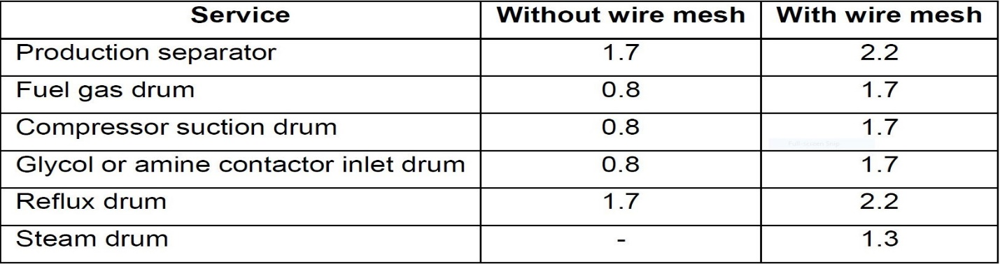 Service Without wire mesh With wire mesh
Production separator 1.7 2.2
Fuel gas drum 0.8 1.7
Compressor suction drum 0.8 1.7
Glycol or amine contactor inlet drum 0.8 1.7
Reflux drum 1.7 2.2
Steam drum - 1.3